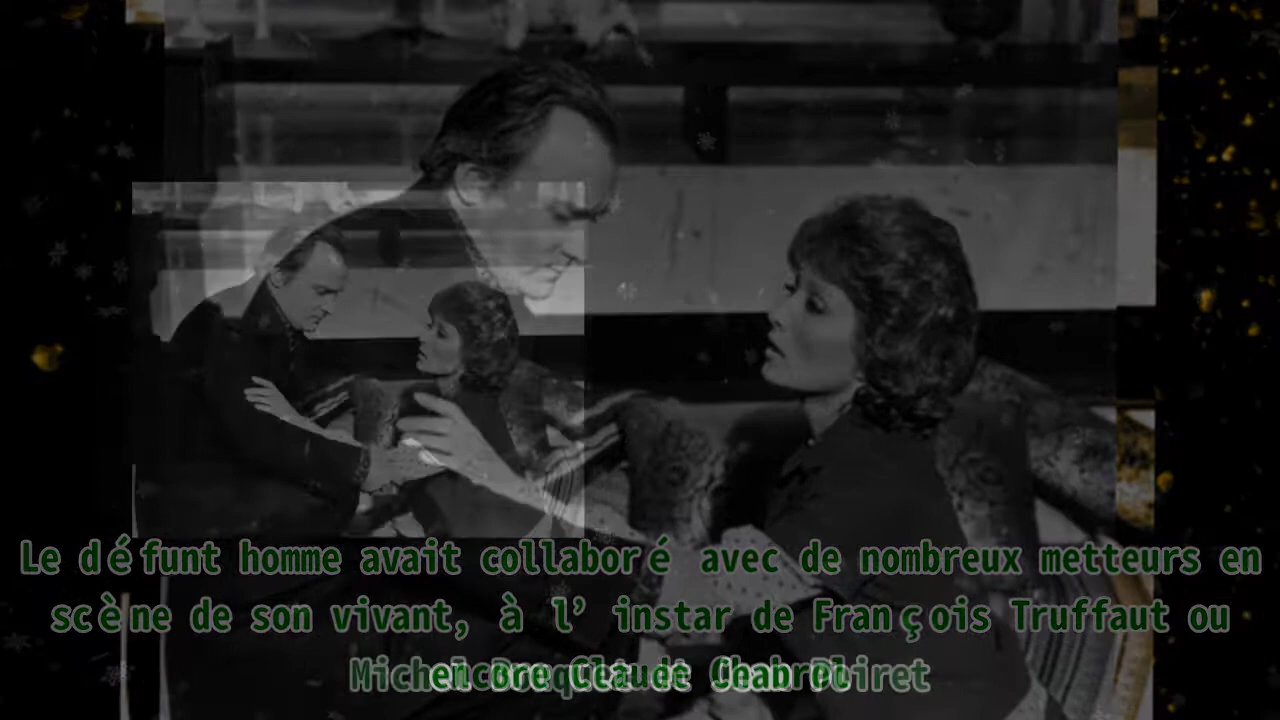 Le défunt homme avait collaboré avec de nombreux metteurs en
scène de son vivant, à l’ instar de François Truffaut ou